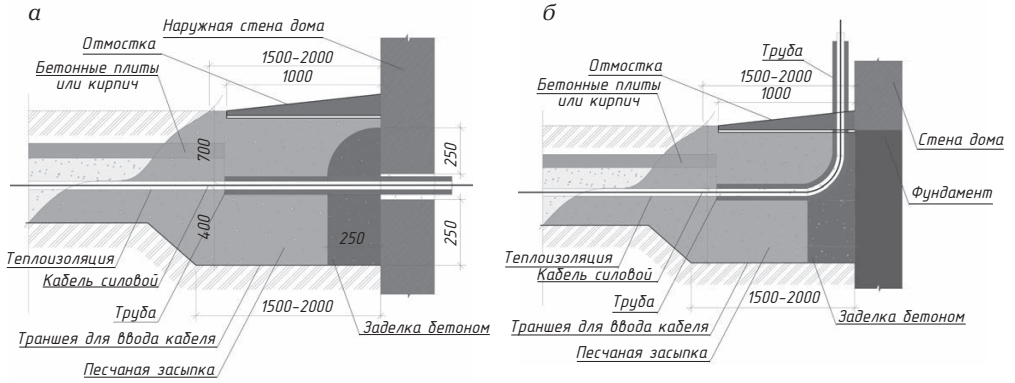 а
Наружная стена дома
Отмостка
1500-2000
Бетонные плиты
или кирпич
1000
700
250
400
250
250
Теплоизоляция
Кабель силовой
1500-2000
Труба
Заделка бетоном
Траншея для ввода кабеля
Песчаная засыпка
б
Труба
Отмостка
1500-2000
Бетонные плиты
или кирпич
1000
Стена дома
Фундамент
Теплоизоляция
Кабель силовой
1500-2000
Труба
Заделка бетоном
Траншея для ввода кабеля
Песчаная засыпка